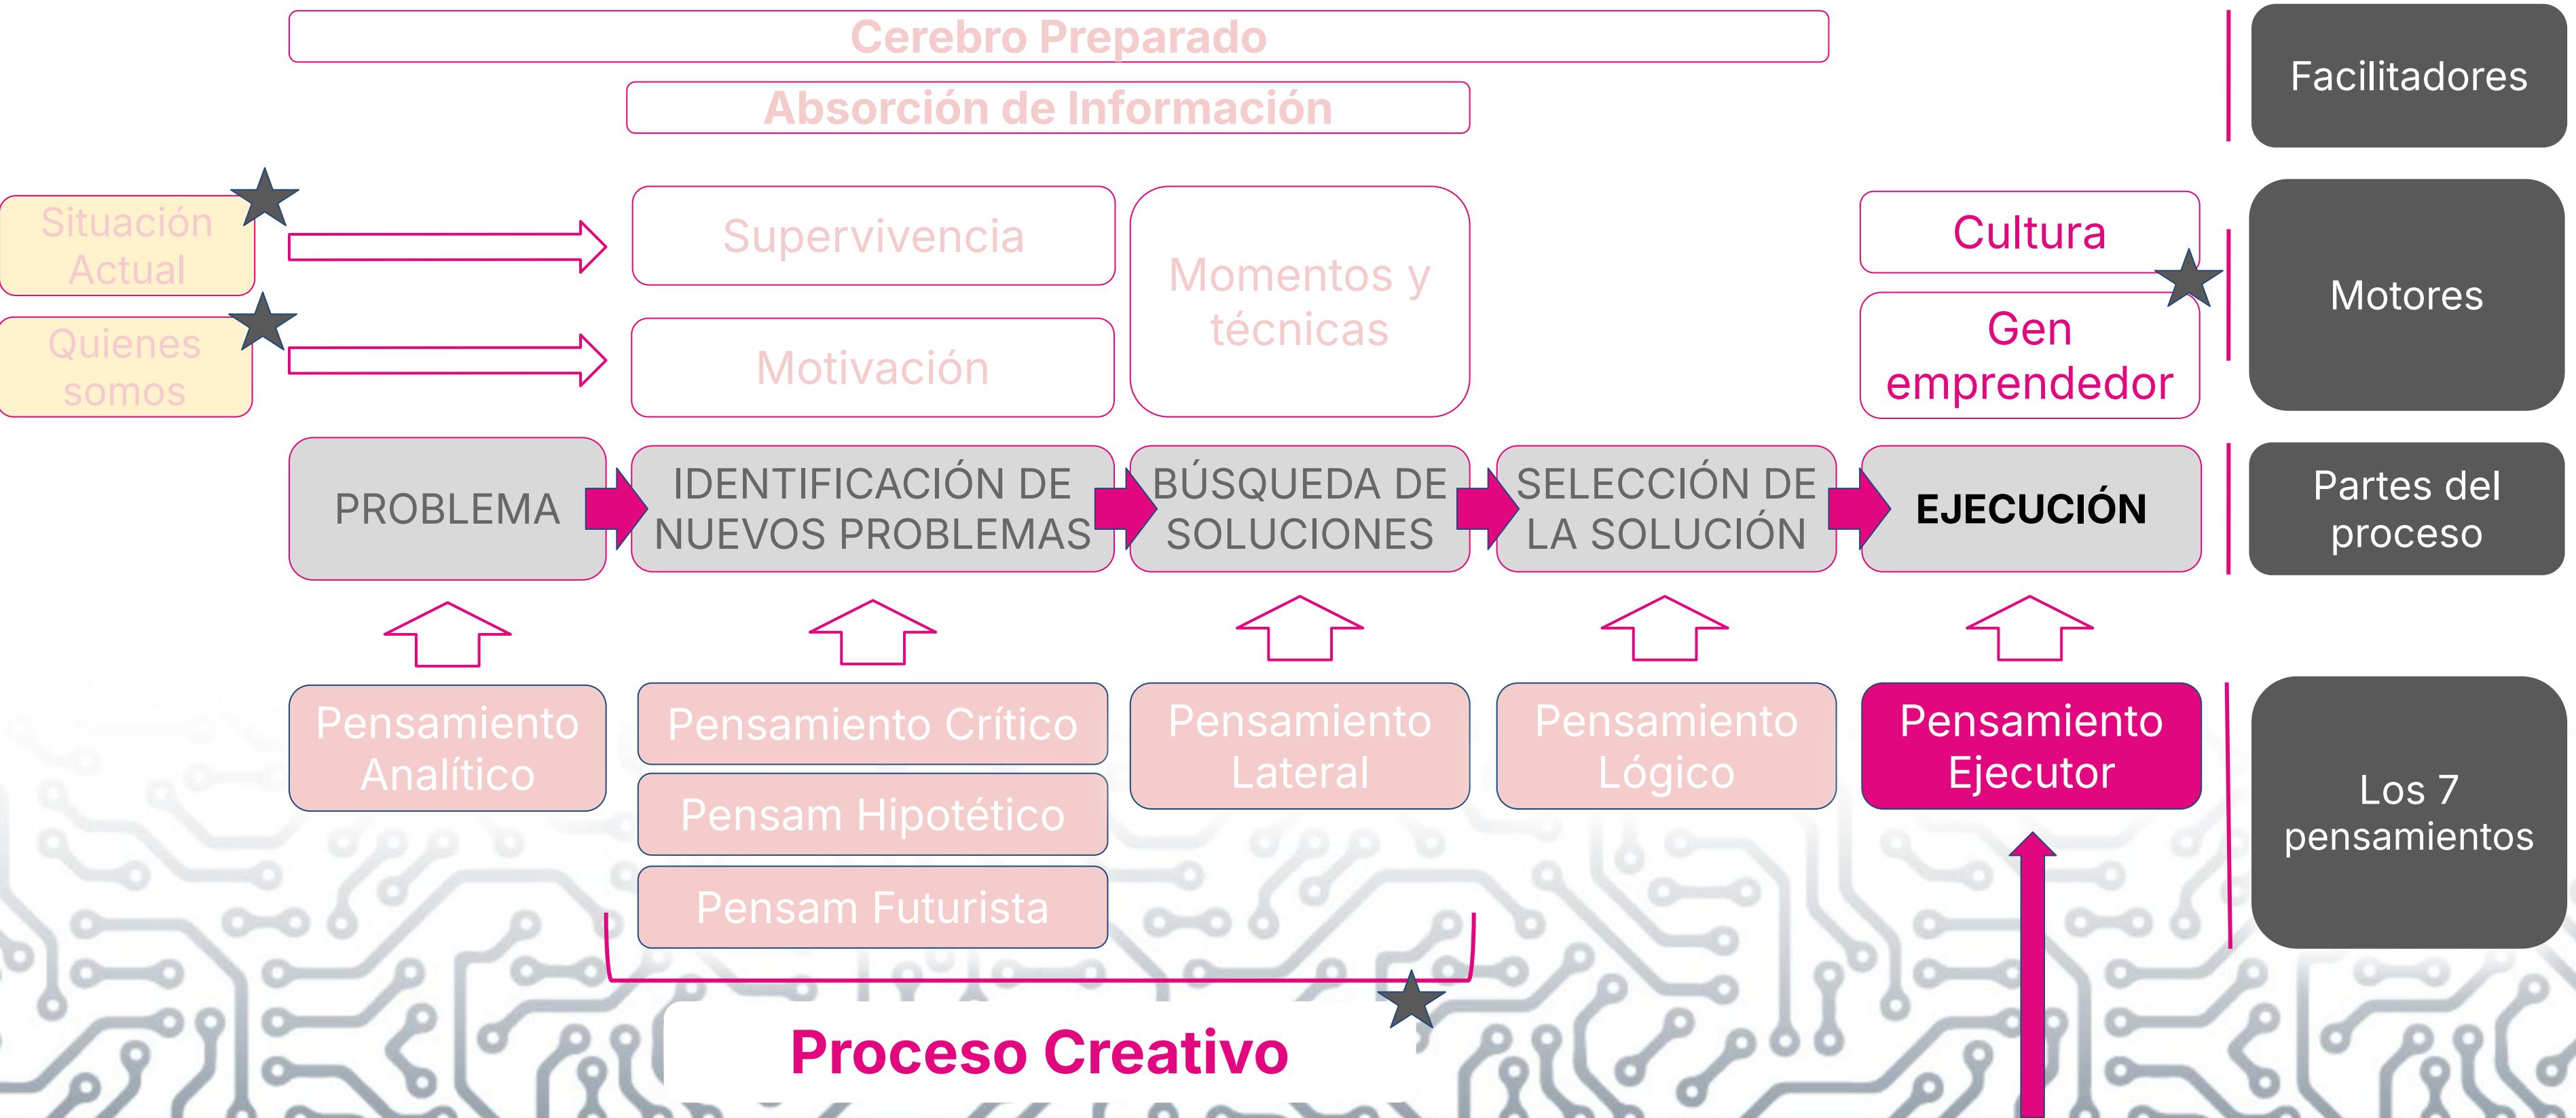 Cerebro Preparado
Absorción de Información
Facilitadores
Situación
Actual
Quienes
somos
Supervivencia
Motivación
Momentos y
técnicas
Cultura
Gen
emprendedor
Motores
PROBLEMA
IDENTIFICACIÓN DE
NUEVOS PROBLEMAS
BÚSQUEDA DE
SOLUCIONES
SELECCIÓN DE
LA SOLUCIÓN
EJECUCIÓN
Partes del
proceso
Pensamiento
Analítico
Pensamiento Crítico
Pensam Hipotético
Pensam Futurista
Pensamiento
Lateral
Pensamiento
Lógico
Pensamiento
Ejecutor
Los 7
pensamientos
Proceso Creativo